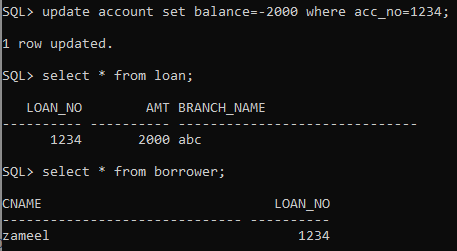 SQL> update account set balance=-2000 where acc_no=1234;
1 row updated.
SQL> select * from loan;
LOAN_NO AMT BRANCH_NAME
---------- ---------- ------------------------------
1234 2000 abc
SQL> select * from borrower;
CNAME LOAN_NO
------------------------------ ----------
zameel 1234